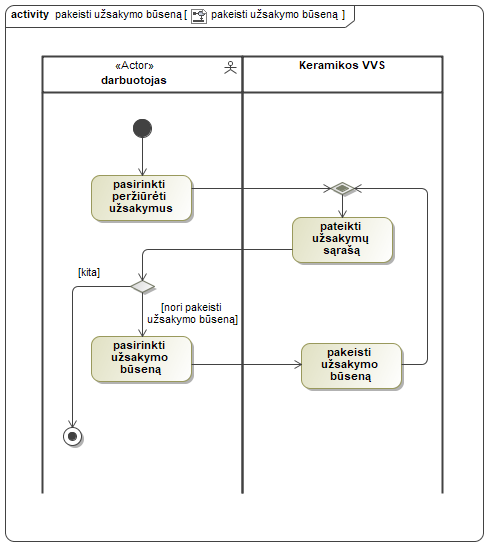 activity pakeisti užsakymo būseną [ pakeisti užsakymo būseną ]
«Actor»
darbuotojas
Keramikos VVS
pasirinkti
peržiūrėti
užsakymus
pateikti
užsakymų
sąrašą
[kita]
[nori pakeisti
užsakymo būseną]
pasirinkti
užsakymo
būseną
pakeisti
užsakymo
būseną